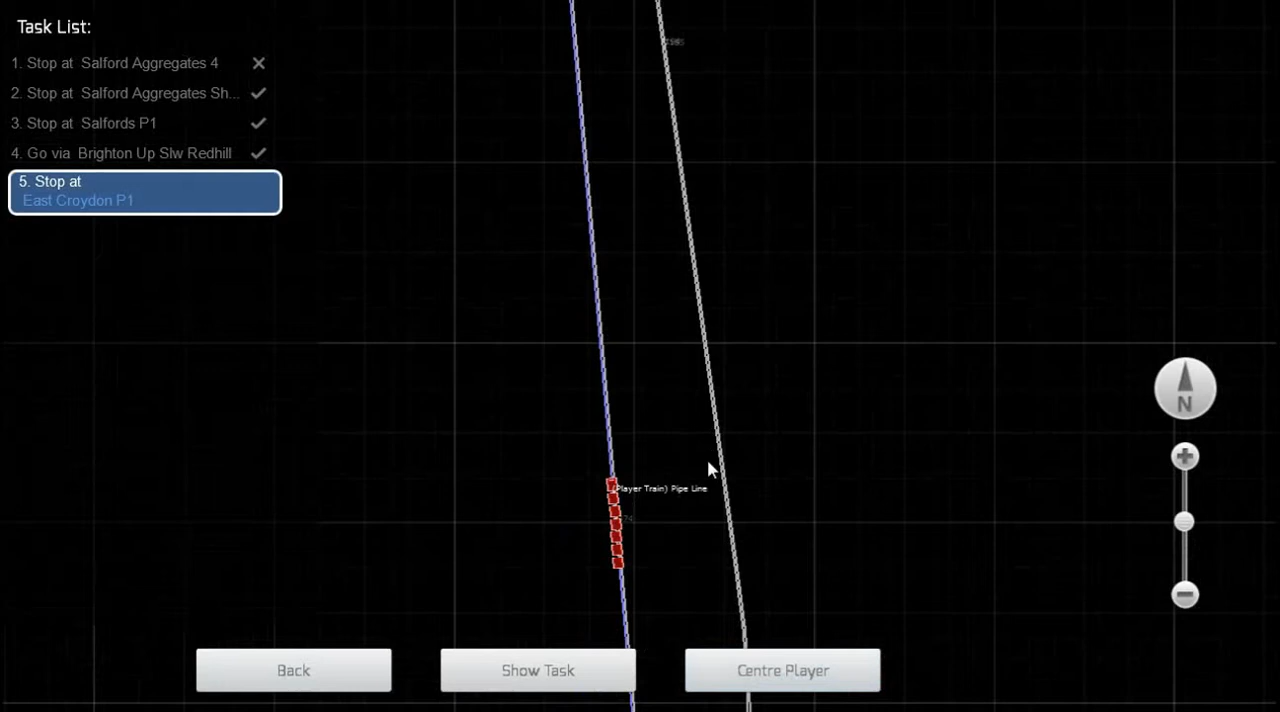 Task List:
1. Stop at Salford Aggregates 4
2. Stop at Salford Aggregates Sh...
3. Stop at Salfords P1
4. Go via Brighton Up Slw Redhill
5. Stop at
East Croydon P1
(Player Train) Pipe Line
N
Back
Show Task
Centre Player